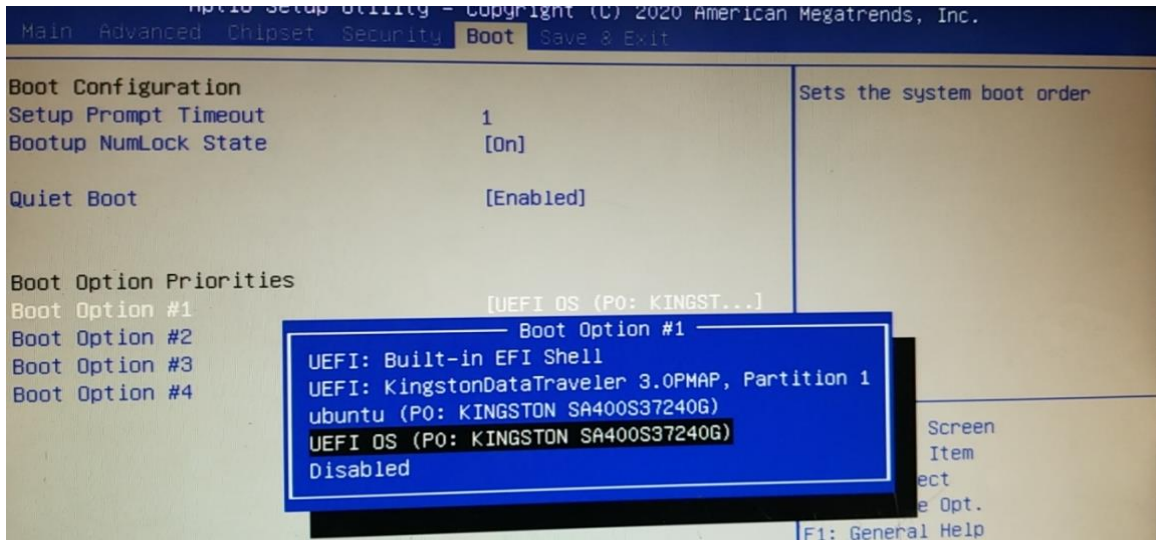 Aptio Setup Utility - Copyright (C) 2020 American Megatrends, Inc.
Main Advanced Chipset Security Boot Save & Exit
Boot Configuration
Setup Prompt Timeout 1
Bootup NumLock State [On]
Quiet Boot [Enabled]
Boot Option Priorities
Boot Option #1 [UEFI OS (P0: KINGST...]
Boot Option #2
Boot Option #3
Boot Option #4
Boot Option #1
UEFI: Built-in EFI Shell
UEFI: KingstonDataTraveler 3.0PMAP, Partition 1
ubuntu (P0: KINGSTON SA400S37240G)
UEFI OS (P0: KINGSTON SA400S37240G)
Disabled
Sets the system boot order
Screen
Item
ect
e Opt.
F1: General Help